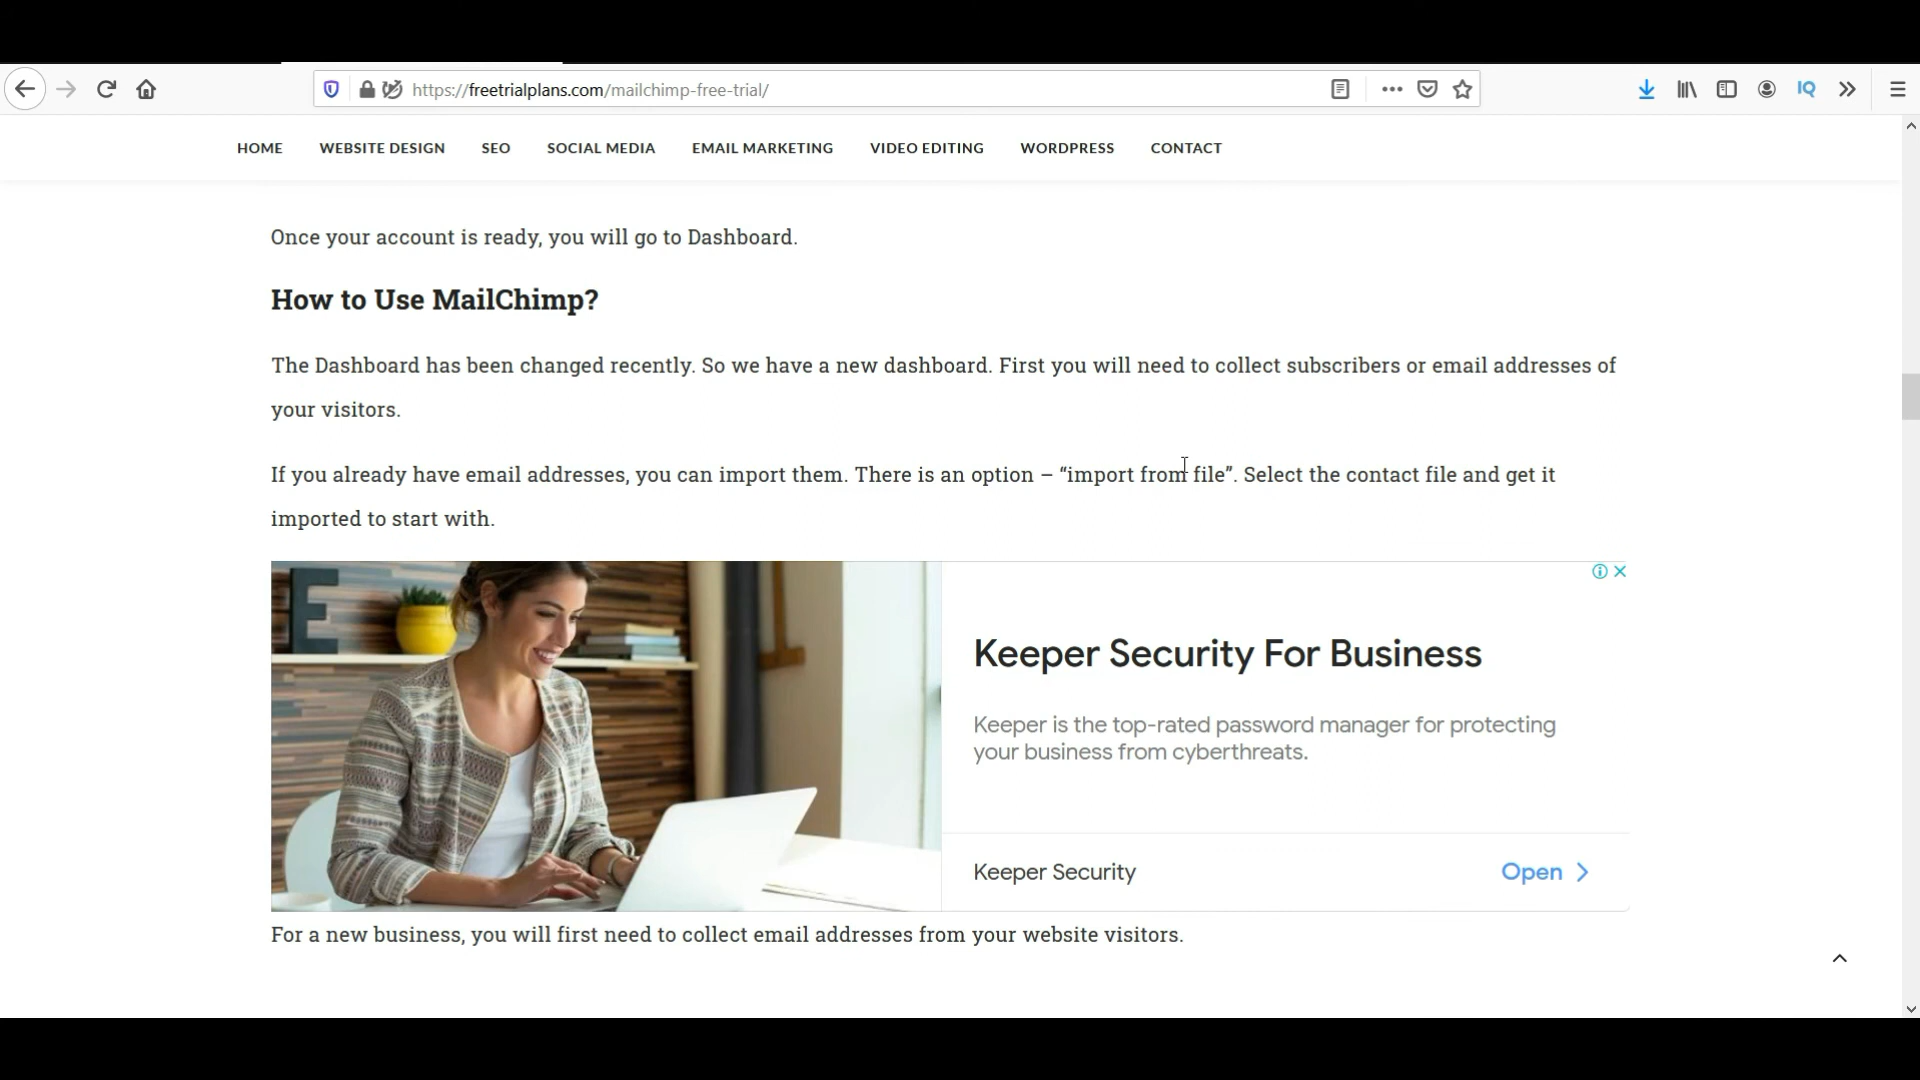 https://freetrialplans.com/mailchimp-free-trial/
IQ
HOME WEBSITE DESIGN SEO SOCIAL MEDIA EMAIL MARKETING VIDEO EDITING WORDPRESS CONTACT
Once your account is ready, you will go to Dashboard.
How to Use MailChimp?
The Dashboard has been changed recently. So we have a new dashboard. First you will need to collect subscribers or email addresses of
your visitors.
If you already have email addresses, you can import them. There is an option – “import from file”. Select the contact file and get it
imported to start with.
E
Keeper Security For Business
Keeper is the top-rated password manager for protecting
your business from cyberthreats.
Keeper Security
Open
For a new business, you will first need to collect email addresses from your website visitors.